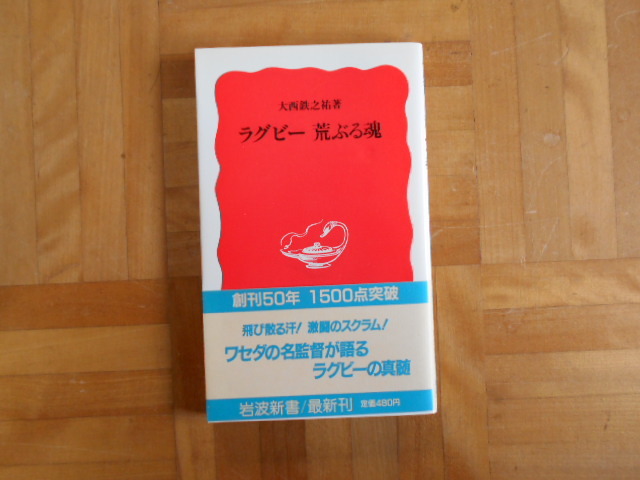 大西鉄之祐著
ラグビー 荒ぶる魂
創刊50年 1500点突破
飛び散る汗! 激闘のスクラム!
ワセダの名監督が語る
ラグビーの真髄
岩波新書/最新刊 定価480円